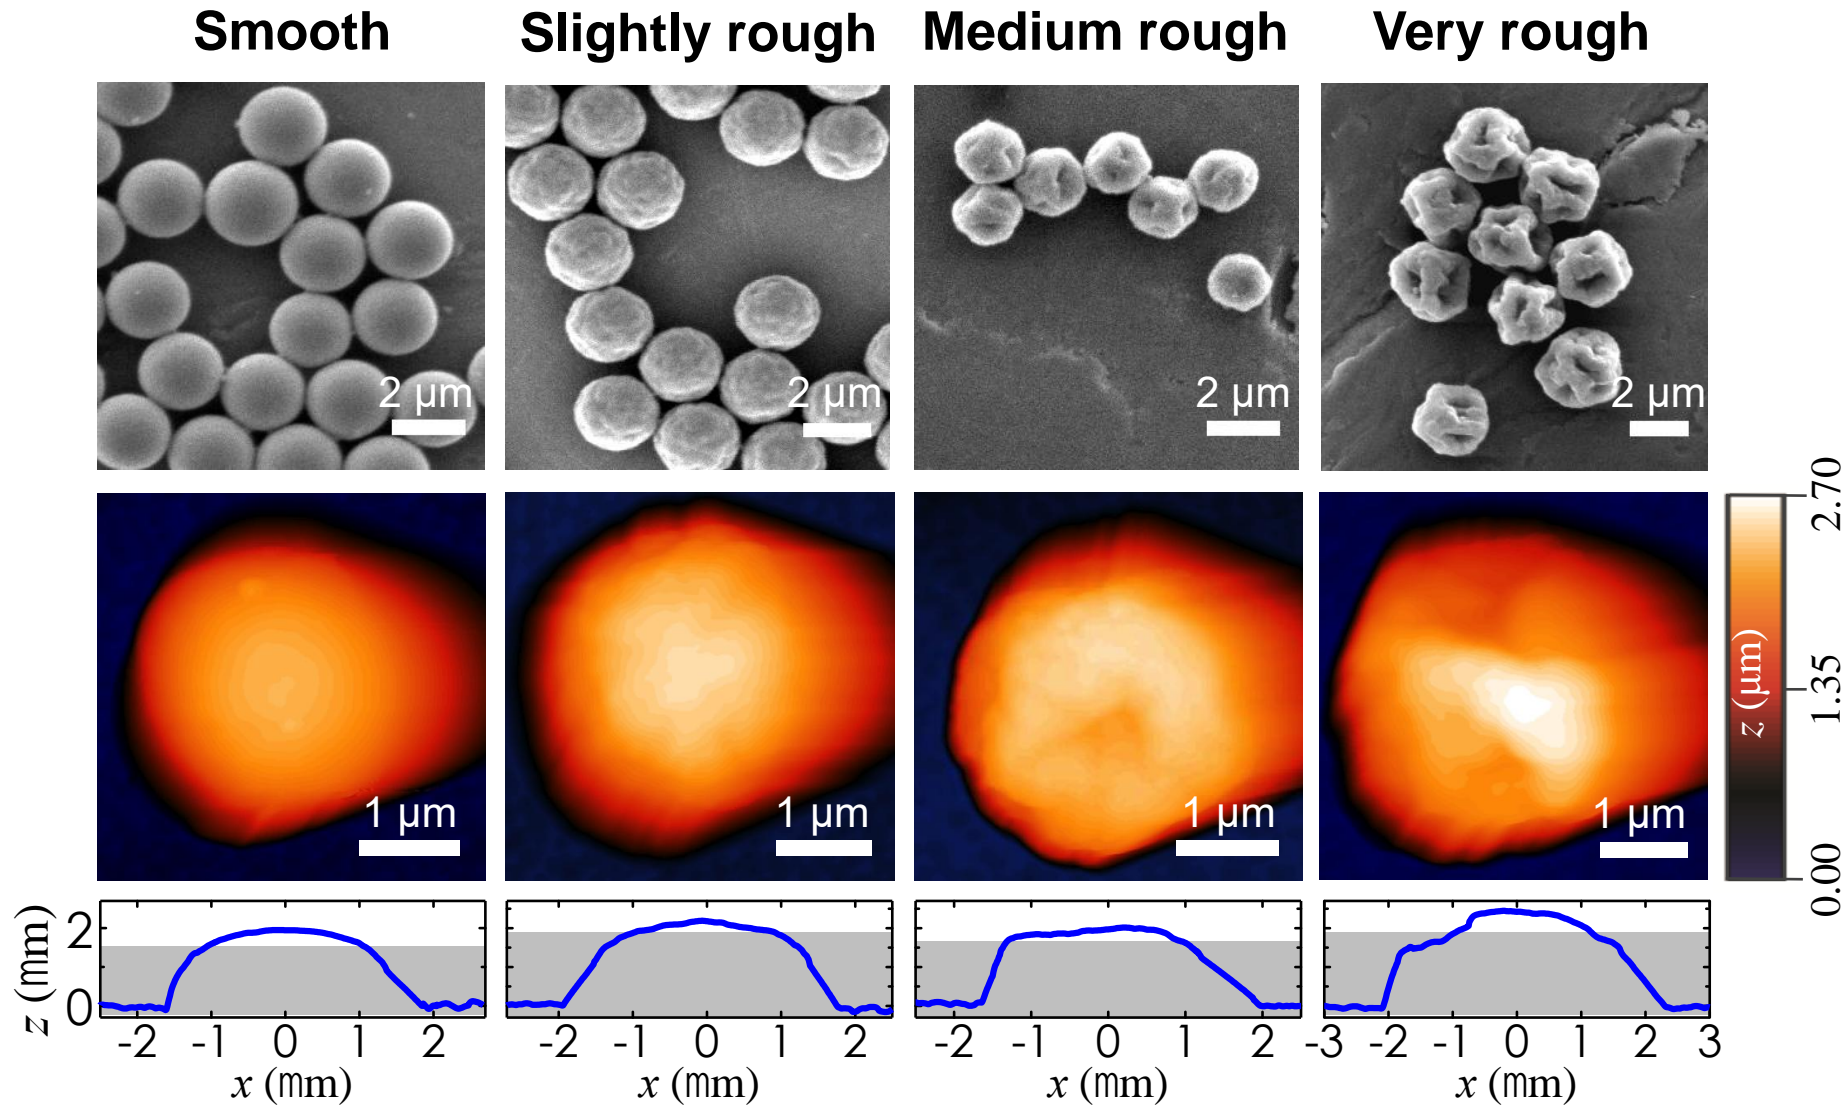 Smooth
Slightly rough
Medium rough
Very rough
2 µm
2 µm
2 µm
2 µm
1 µm
1 µm
1 µm
1 µm
z (µm)
2.70
1.35
0.00
z (mm)
2
0
-2 -1 0 1 2
-2 -1 0 1 2
-2 -1 0 1 2
-3 -2 -1 0 1 2 3
x (mm)
x (mm)
x (mm)
x (mm)